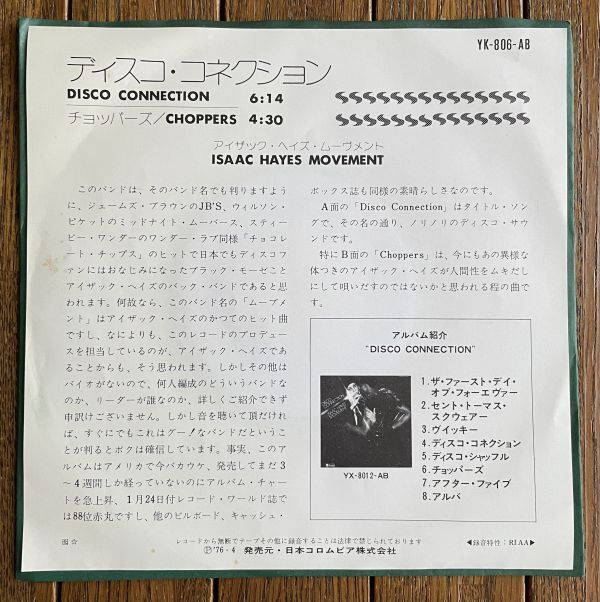 YK-806-AB
ディスコ・コネクション
DISCO CONNECTION 6:14
チョッパーズ/CHOPPERS 4:30
アイザック・ヘイズ・ムーヴメント
ISAAC HAYES MOVEMENT
このバンドは、そのバンド名でも判りますよ
うに、ジェームズ・ブラウンのJB'S、ウィルソン・
ピケットのミッドナイト・ムーバース、スティー
ビー・ワンダーのワンダー・ラブ同様「チョコレ
ート・チップス」のヒットで日本でもディスコフ
ァンにはおなじみになったブラック・モーゼこと
アイザック・ヘイズのバック・バンドであると思
われます。何故なら、このバンド名の「ムーブメ
ント」はアイザック・ヘイズのかつてのヒット曲
ですし、なによりも、このレコードのプロデュー
スを担当しているのが、アイザック・ヘイズであ
ることからも、そう思われます。しかしその他は
バイオがないので、何人編成のどういうバンドな
のか、リーダーが誰なのか、詳しくご紹介できず
申訳けございません。しかし音を聴いて頂だけれ
ば、すぐにでもこれはグー!なバンドだというこ
とが判るとボクは確信しています。事実、このア
ルバムはアメリカで今バカウケ、発売してまだ3
～4週間しか経っていないのにアルバム・チャー
トを急上昇、1月24日付レコード・ワールド誌で
は88位赤丸ですし、他のビルボード、キャッシュ・
ボックス誌も同様の素晴らしさなのです。
A面の「Disco Connection」はタイトル・ソン
グで、その名の通り、ノリノリのディスコ・サウ
ンドです。
特にB面の「Choppers」は、今にもあの異様な
体つきのアイザック・ヘイズが人間性をムキだし
にして唄いだすのではないかと思われる程の曲で
す。
アルバム紹介
"DISCO CONNECTION"
YX-8012-AB
1.ザ・ファースト・デイ・
オブ・フォーエヴァー
2.セント・トーマス・
スクウェアー
3.ヴイッキー
4.ディスコ・コネクション
5.ディスコ・シャッフル
6.チョッパーズ
7.アフター・ファイブ
8.アルバ
☆
レコードから無断でテープその他に録音することは法律で禁じられております
Ⓟ'76・4 発売元・日本コロムビア株式会社
◀録音特性：RIAA▶